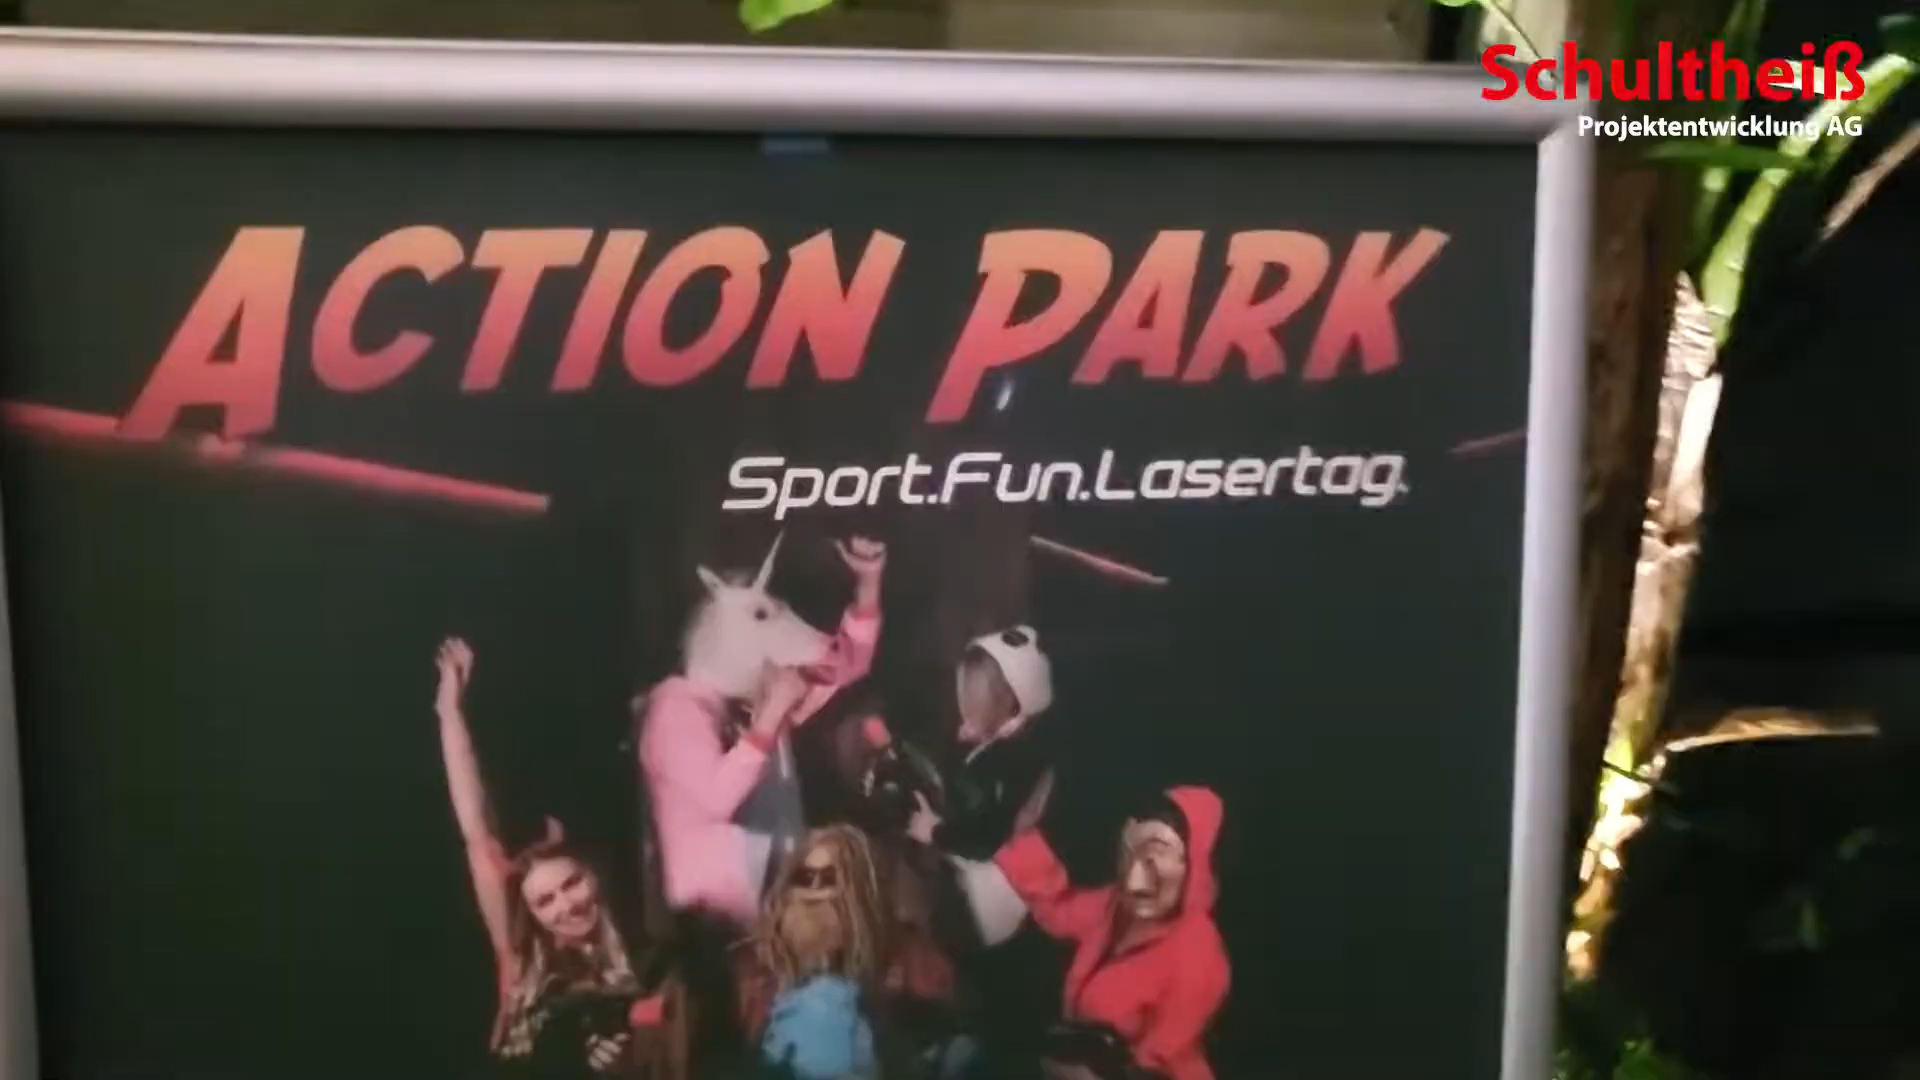 Schultheiß
Projektentwicklung AG
ACTION PARK
Sport.Fun.Lasertag.